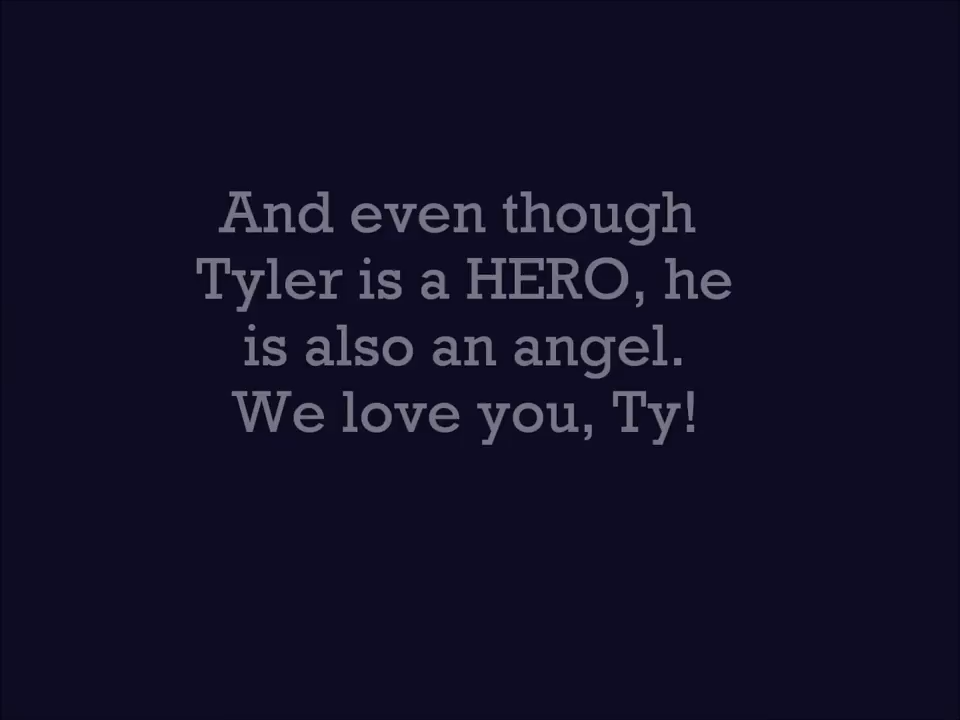 And even though
Tyler is a HERO, he
is also an angel.
We love you, Ty!